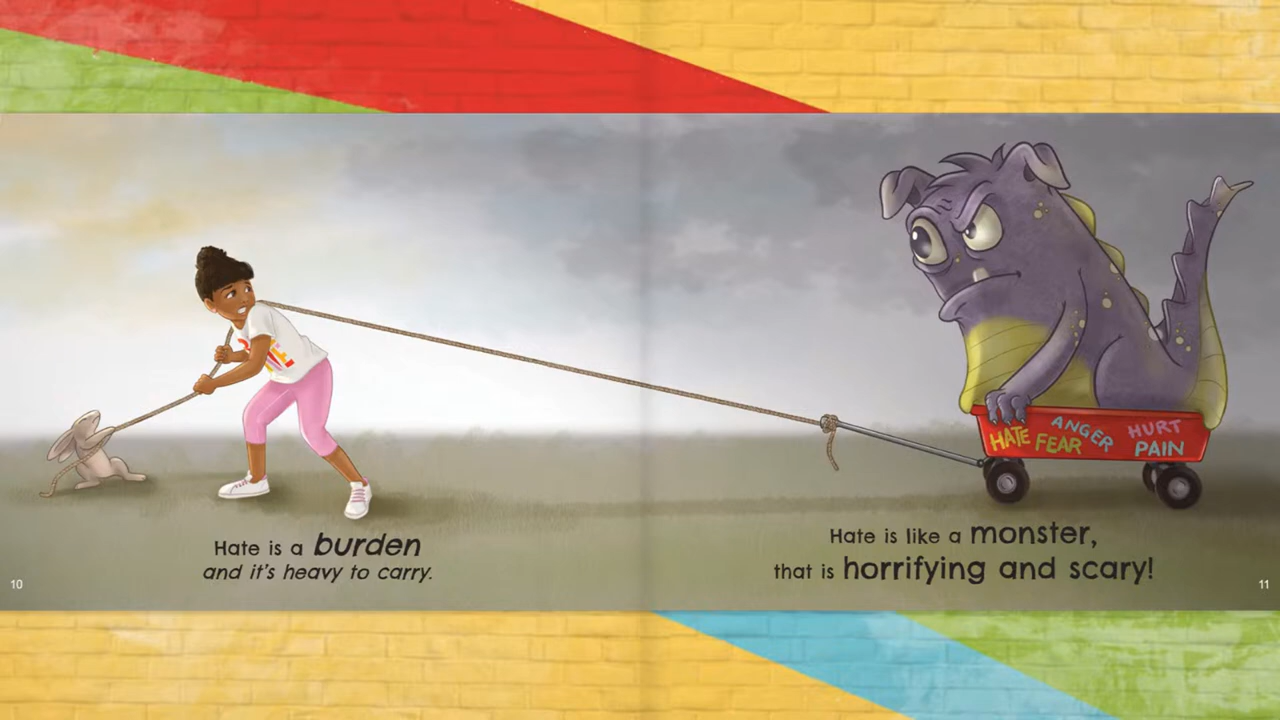 Hate is a burden
and it's heavy to carry.
10
HATE
FEAR
ANGER
HURT
PAIN
Hate is like a monster,
that is horrifying and scary!
11